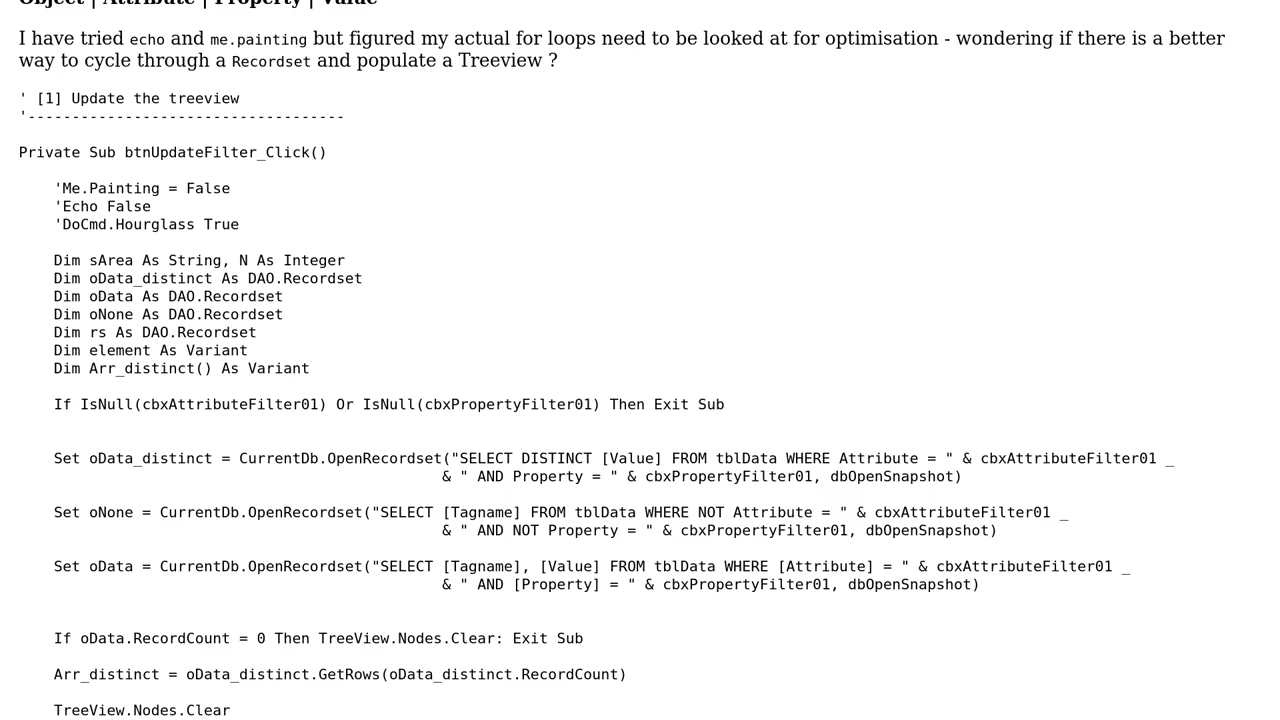 Object | Attribute | Property | Value
I have tried echo and me.painting but figured my actual for loops need to be looked at for optimisation - wondering if there is a better
way to cycle through a Recordset and populate a Treeview ?
' [1] Update the treeview
'------------------------------------
Private Sub btnUpdateFilter_Click()
    'Me.Painting = False
    'Echo False
    'DoCmd.Hourglass True
    Dim sArea As String, N As Integer
    Dim oData_distinct As DAO.Recordset
    Dim oData As DAO.Recordset
    Dim oNone As DAO.Recordset
    Dim rs As DAO.Recordset
    Dim element As Variant
    Dim Arr_distinct() As Variant
    If IsNull(cbxAttributeFilter01) Or IsNull(cbxPropertyFilter01) Then Exit Sub
    Set oData_distinct = CurrentDb.OpenRecordset("SELECT DISTINCT [Value] FROM tblData WHERE Attribute = " & cbxAttributeFilter01 _
                                                & " AND Property = " & cbxPropertyFilter01, dbOpenSnapshot)
    Set oNone = CurrentDb.OpenRecordset("SELECT [Tagname] FROM tblData WHERE NOT Attribute = " & cbxAttributeFilter01 _
                                                & " AND NOT Property = " & cbxPropertyFilter01, dbOpenSnapshot)
    Set oData = CurrentDb.OpenRecordset("SELECT [Tagname], [Value] FROM tblData WHERE [Attribute] = " & cbxAttributeFilter01 _
                                                & " AND [Property] = " & cbxPropertyFilter01, dbOpenSnapshot)
    If oData.RecordCount = 0 Then TreeView.Nodes.Clear: Exit Sub
    Arr_distinct = oData_distinct.GetRows(oData_distinct.RecordCount)
    TreeView.Nodes.Clear